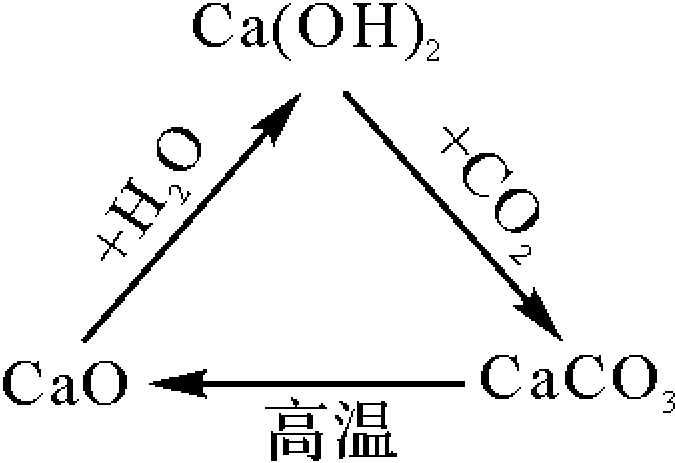 Ca(OH)₂
+H₂O
+CO₂
CaO
CaCO₃
高温